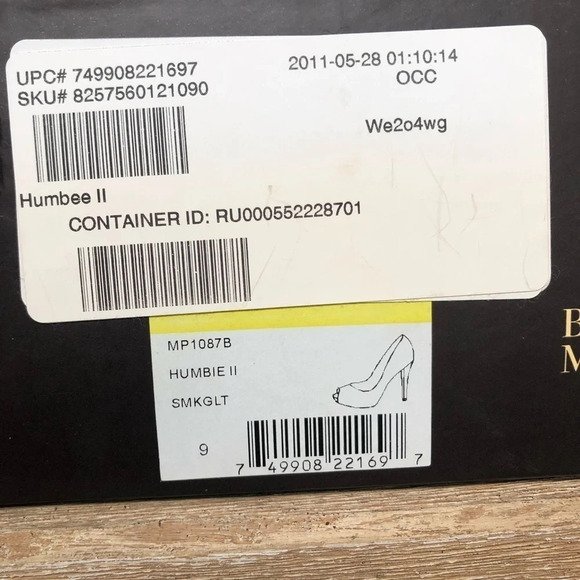 UPC# 749908221697
2011-05-28 01:10:14
SKU# 8257560121090
OCC
We2o4wg
Humbee II
CONTAINER ID: RU000552228701
MP1087B
HUMBIE II
SMKGLT
9
7 49908 22169 7
B
M